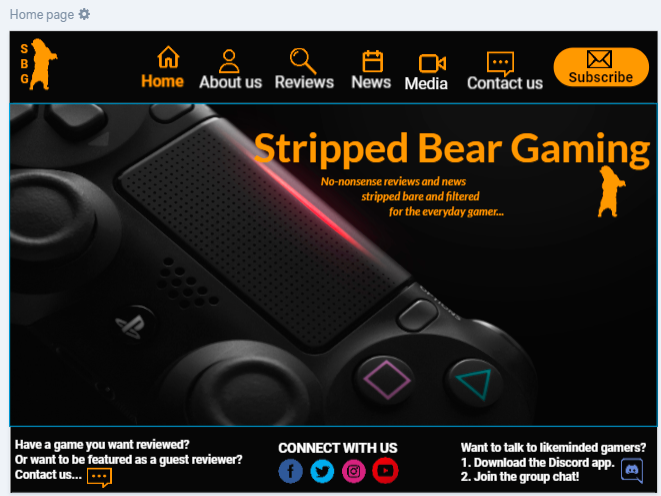 Home page
S
B
G
Home
About us
Reviews
News
Media
Contact us
Subscribe
Stripped Bear Gaming
No-nonsense reviews and news
stripped bare and filtered
for the everyday gamer...
Have a game you want reviewed?
Or want to be featured as a guest reviewer?
Contact us...
CONNECT WITH US
Want to talk to likeminded gamers?
1. Download the Discord app.
2. Join the group chat!